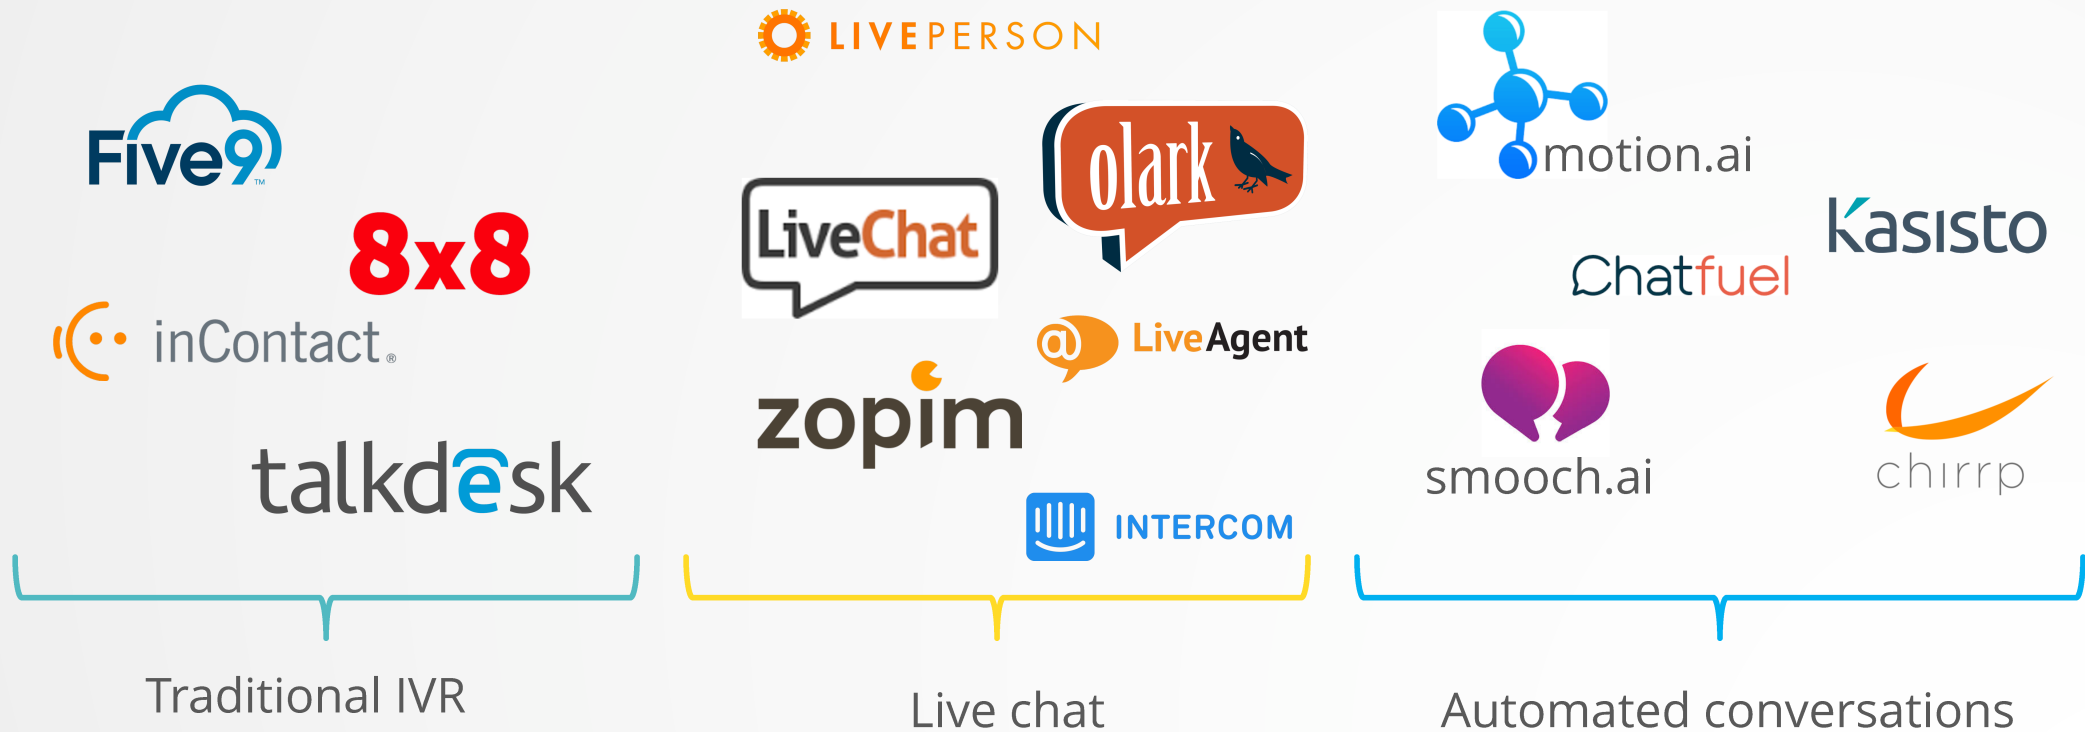 Five9™
8x8
inContact®
talkdesk
Traditional IVR
LIVEPERSON
olark
LiveChat
@ LiveAgent
zopim
INTERCOM
Live chat
motion.ai
Kasisto
Chatfuel
smooch.ai
chirrp
Automated conversations